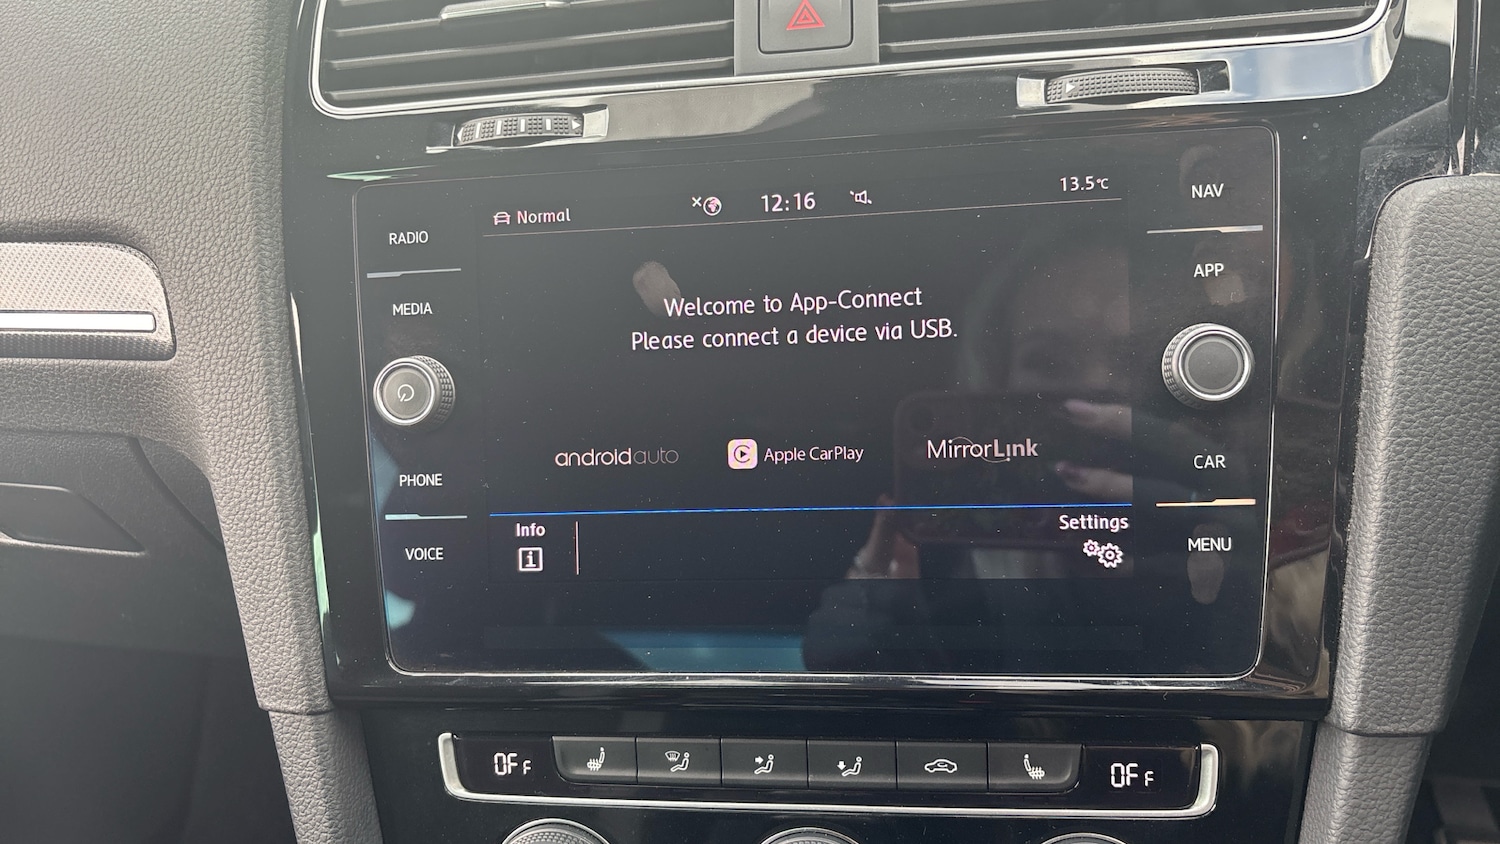 Normal
12:16
13.5°C
RADIO
MEDIA
PHONE
VOICE
Welcome to App-Connect
Please connect a device via USB.
androidauto
Apple CarPlay
MirrorLink
Info
i
Settings
NAV
APP
CAR
MENU
OFF
OFF